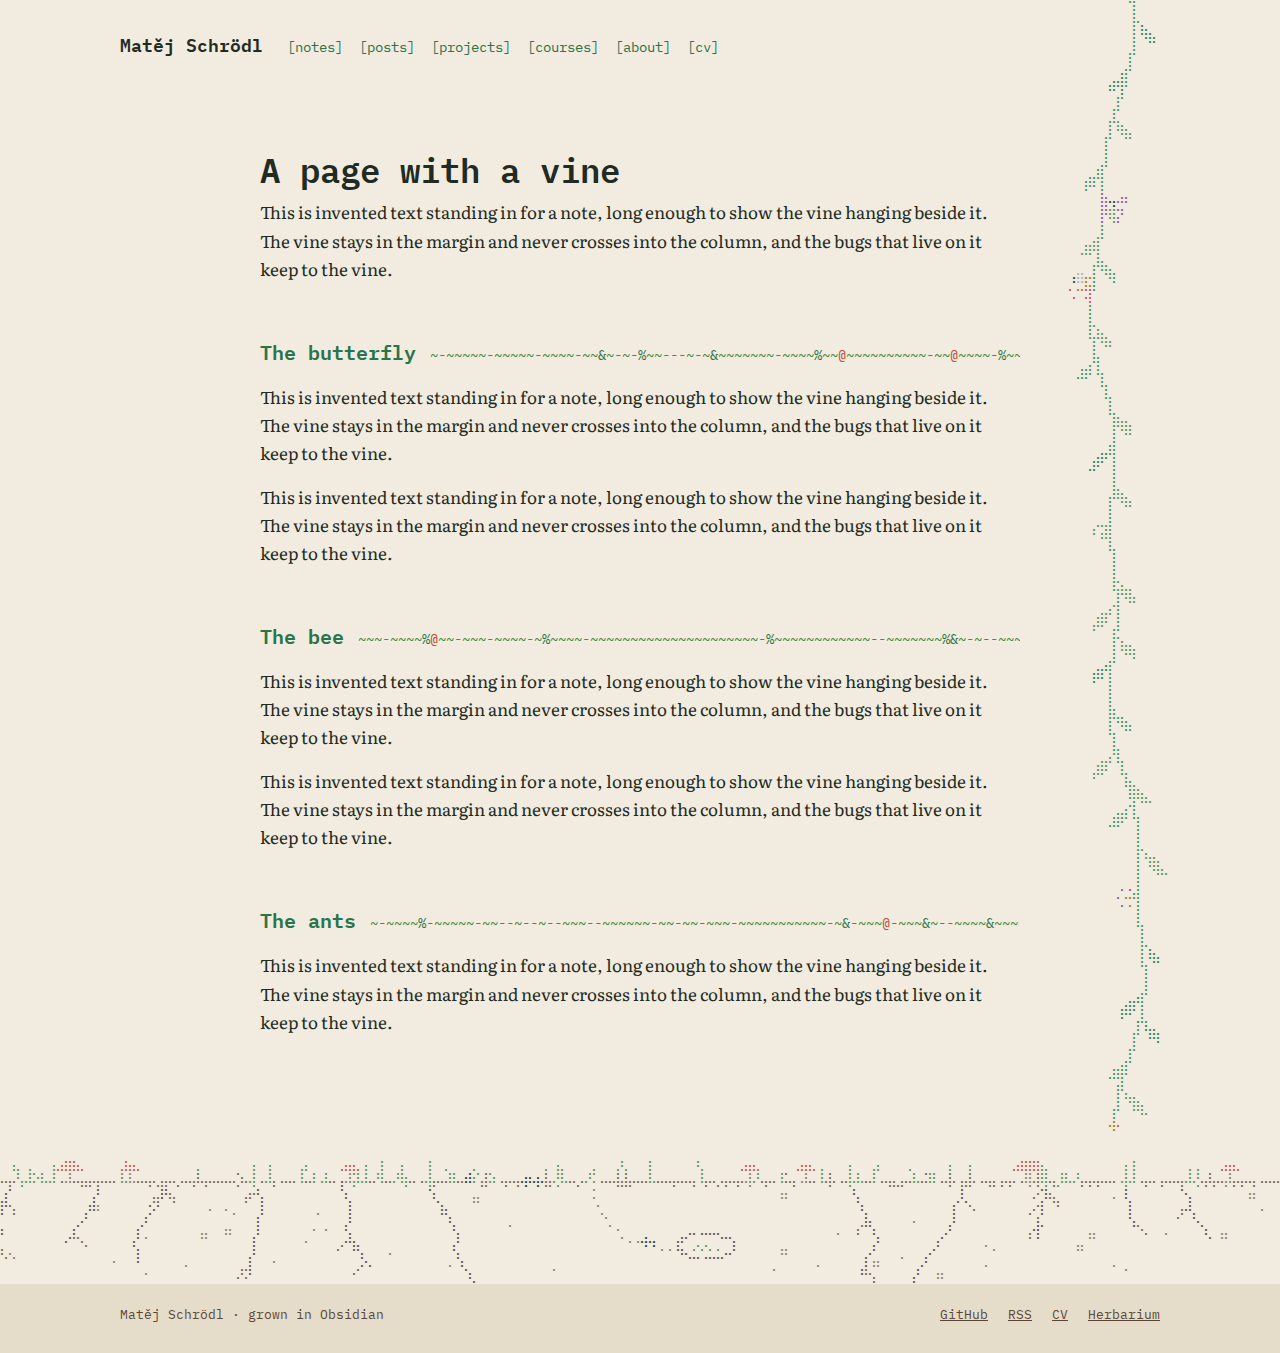 Matěj Schrödl [notes] [posts] [projects] [courses] [about] [cv]
A page with a vine
This is invented text standing in for a note, long enough to show the vine hanging beside it.
The vine stays in the margin and never crosses into the column, and the bugs that live on it
keep to the vine.
The butterfly
This is invented text standing in for a note, long enough to show the vine hanging beside it.
The vine stays in the margin and never crosses into the column, and the bugs that live on it
keep to the vine.
This is invented text standing in for a note, long enough to show the vine hanging beside it.
The vine stays in the margin and never crosses into the column, and the bugs that live on it
keep to the vine.
The bee
This is invented text standing in for a note, long enough to show the vine hanging beside it.
The vine stays in the margin and never crosses into the column, and the bugs that live on it
keep to the vine.
This is invented text standing in for a note, long enough to show the vine hanging beside it.
The vine stays in the margin and never crosses into the column, and the bugs that live on it
keep to the vine.
The ants
This is invented text standing in for a note, long enough to show the vine hanging beside it.
The vine stays in the margin and never crosses into the column, and the bugs that live on it
keep to the vine.
Matěj Schrödl · grown in Obsidian GitHub RSS CV Herbarium